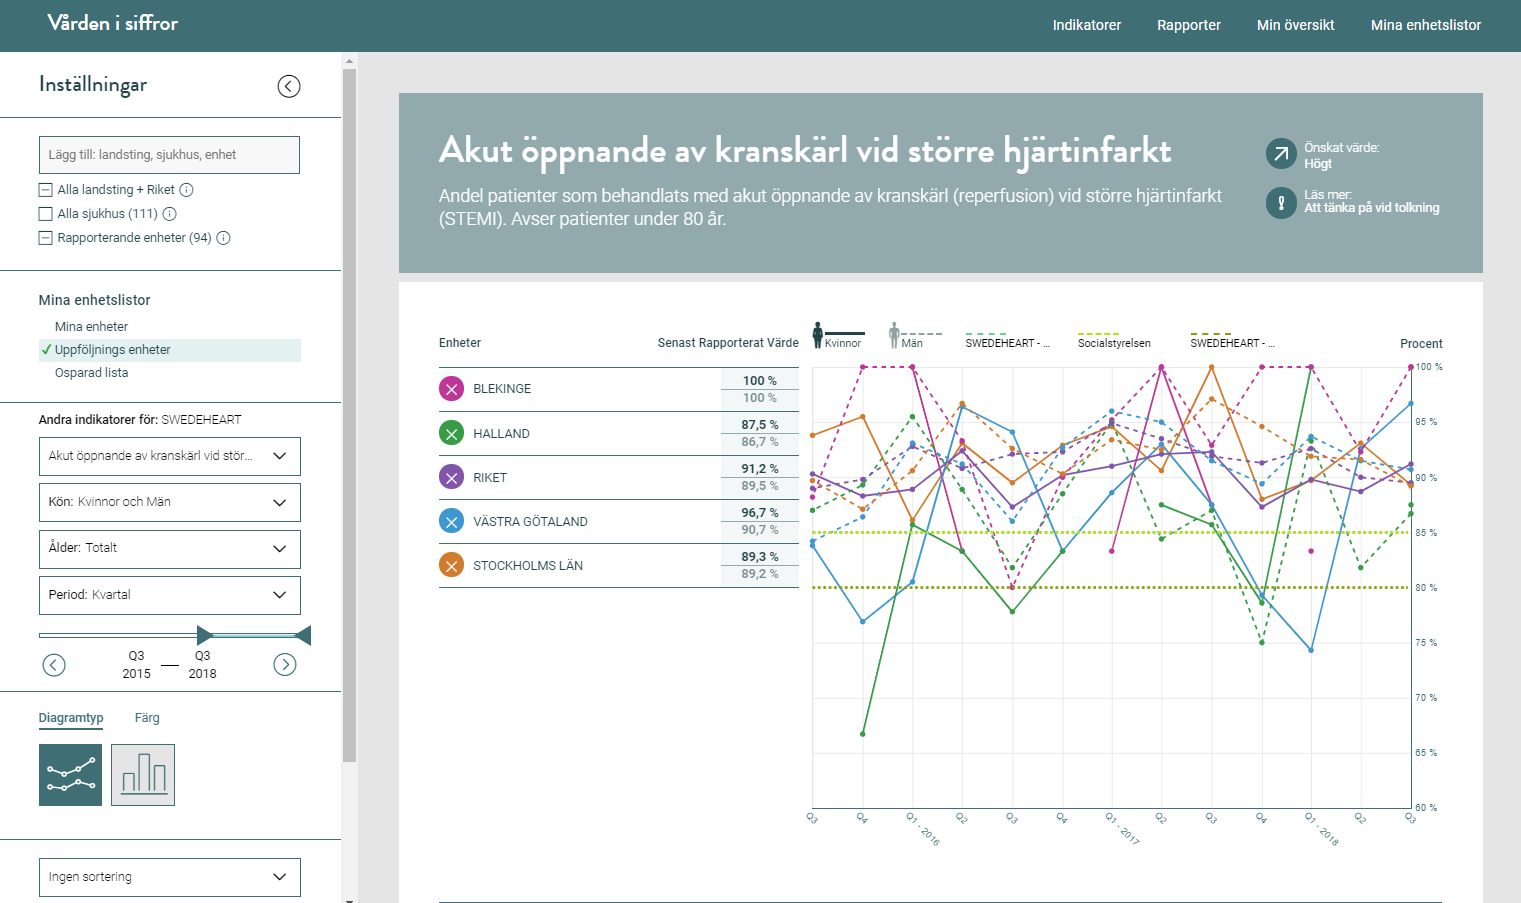 Vården i siffror
Indikatorer
Rapporter
Min översikt
Mina enhetslistor
Inställningar
Lägg till: landsting, sjukhus, enhet
Alla landsting + Riket
Alla sjukhus (111)
Rapporterande enheter (94)
Mina enhetslistor
Mina enheter
Uppföljnings enheter
Osparad lista
Andra indikatorer för: SWEDEHEART
Akut öppnande av kranskärl vid stör...
Kön: Kvinnor och Män
Ålder: Totalt
Period: Kvartal
Q3 2015 — Q3 2018
Diagramtyp
Färg
Ingen sortering
Akut öppnande av kranskärl vid större hjärtinfarkt
Andel patienter som behandlats med akut öppnande av kranskärl (reperfusion) vid större hjärtinfarkt
(STEMI). Avser patienter under 80 år.
Önskat värde:
Högt
Läs mer:
Att tänka på vid tolkning
Enheter
Senast Rapporterat Värde
Kvinnor
Män
SWEDEHEART - ...
Socialstyrelsen
SWEDEHEART - ...
Procent
BLEKINGE
100 %
100 %
HALLAND
87,5 %
86,7 %
RIKET
91,2 %
89,5 %
VÄSTRA GÖTALAND
96,7 %
90,7 %
STOCKHOLMS LÄN
89,3 %
89,2 %
100 %
95 %
90 %
85 %
80 %
75 %
70 %
65 %
60 %
Q3
Q4
Q1 - 2016
Q2
Q3
Q4
Q1 - 2017
Q2
Q3
Q4
Q1 - 2018
Q2
Q3